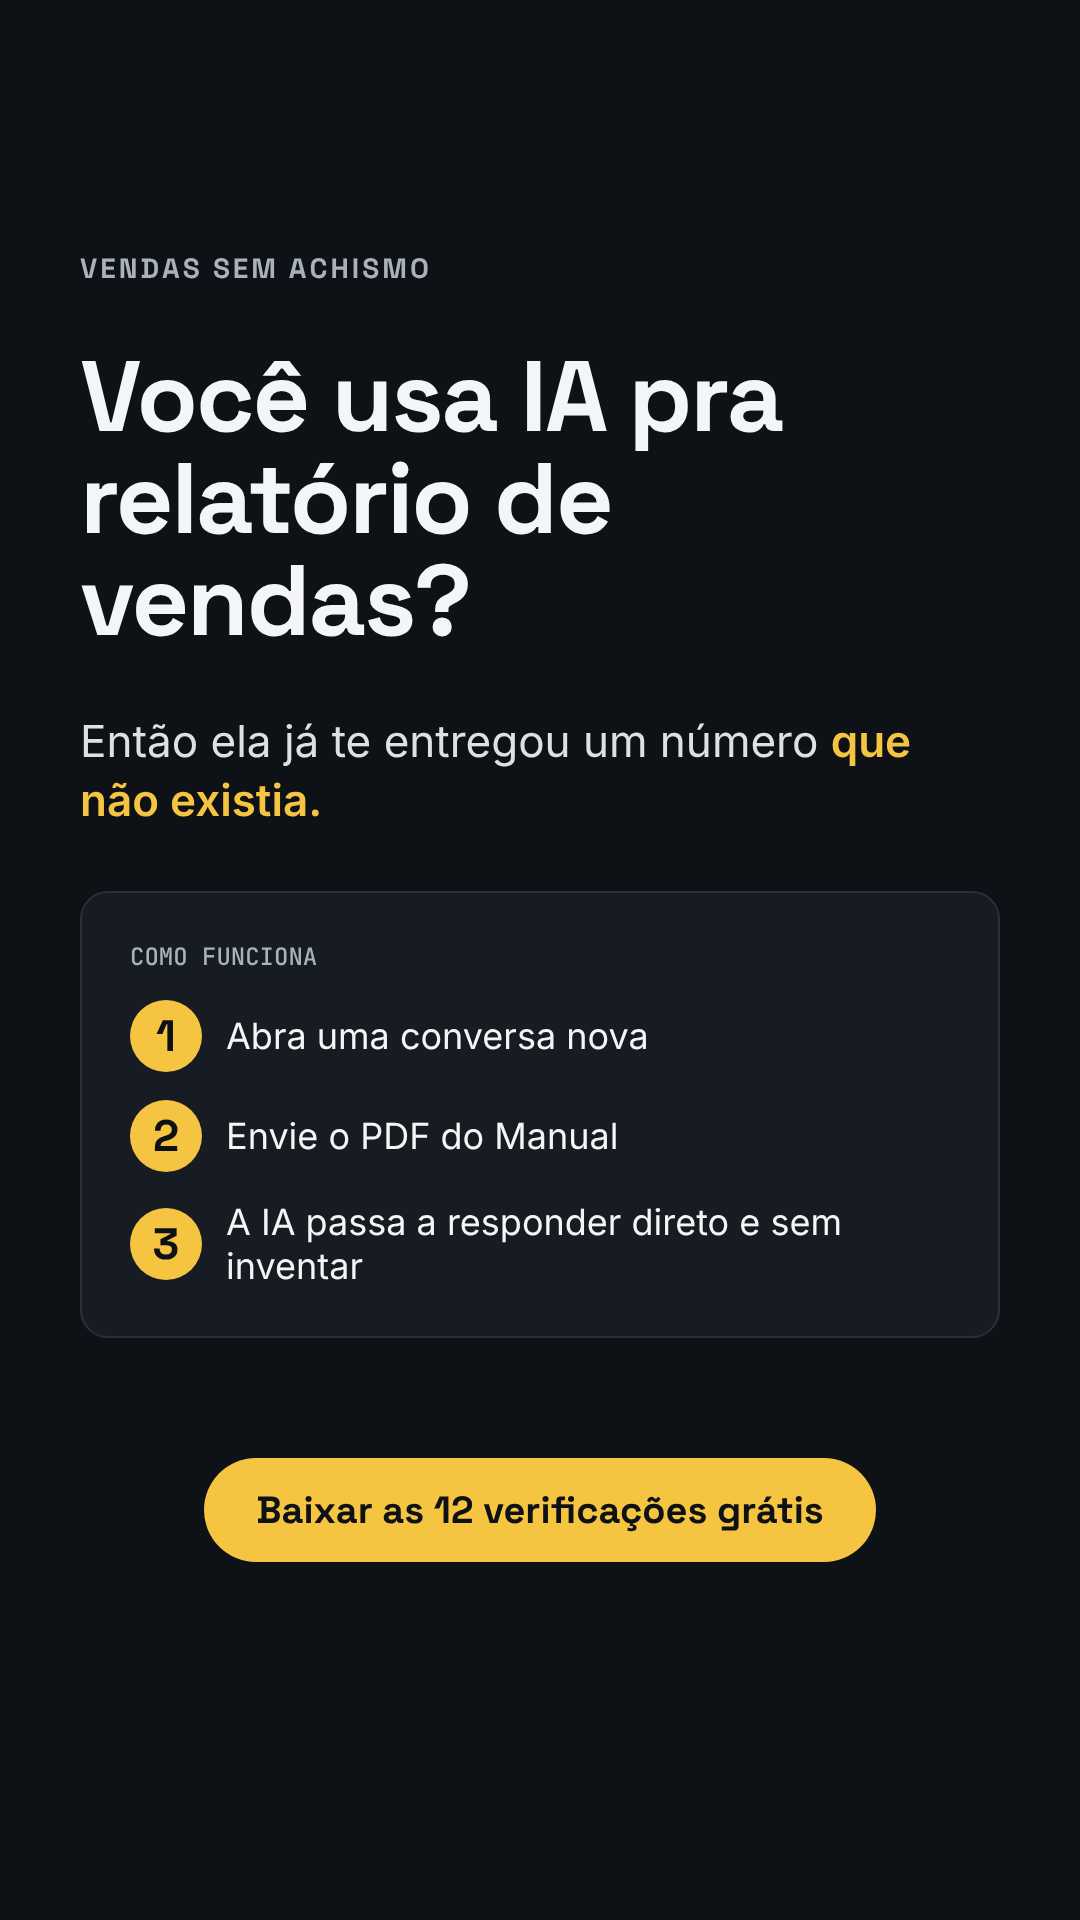 VENDAS SEM ACHISMO
Você usa IA pra
relatório de
vendas?
Então ela já te entregou um número que
não existia.
COMO FUNCIONA
1 Abra uma conversa nova
2 Envie o PDF do Manual
3 A IA passa a responder direto e sem
inventar
Baixar as 12 verificações grátis